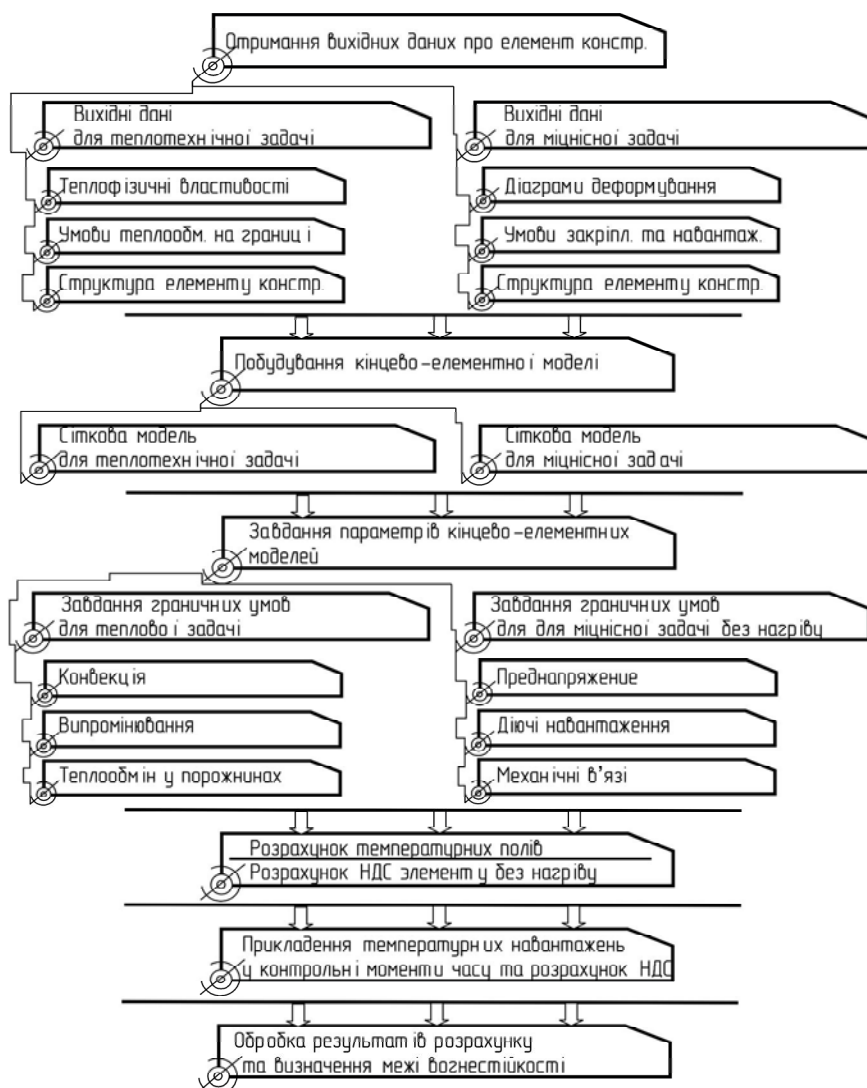 Отримання вихідних даних про елемент констр.
Вихідні дані
для теплотехнічної задачі
Теплофізичні властивості
Умови теплообм. на границі
Структура елементу констр.
Вихідні дані
для міцнісної задачі
Діаграми деформування
Умови закріпл. та навантаж.
Структура елементу констр.
Побудування кінцево-елементної моделі
Сіткова модель
для теплотехнічної задачі
Сіткова модель
для міцнісної задачі
Завдання параметрів кінцево-елементних
моделей
Завдання граничних умов
для теплової задачі
Конвекція
Випромінювання
Теплообмін у порожнинах
Завдання граничних умов
для для міцнісної задачі без нагріву
Преднапряжение
Діючі навантаження
Механічні в'язі
Розрахунок температурних полів
Розрахунок НДС элементу без нагріву
Прикладення температурних навантажень
у контрольні моменти часу та розрахунок НДС
Обробка результатів розрахунку
та визначення межі вогнестійкості